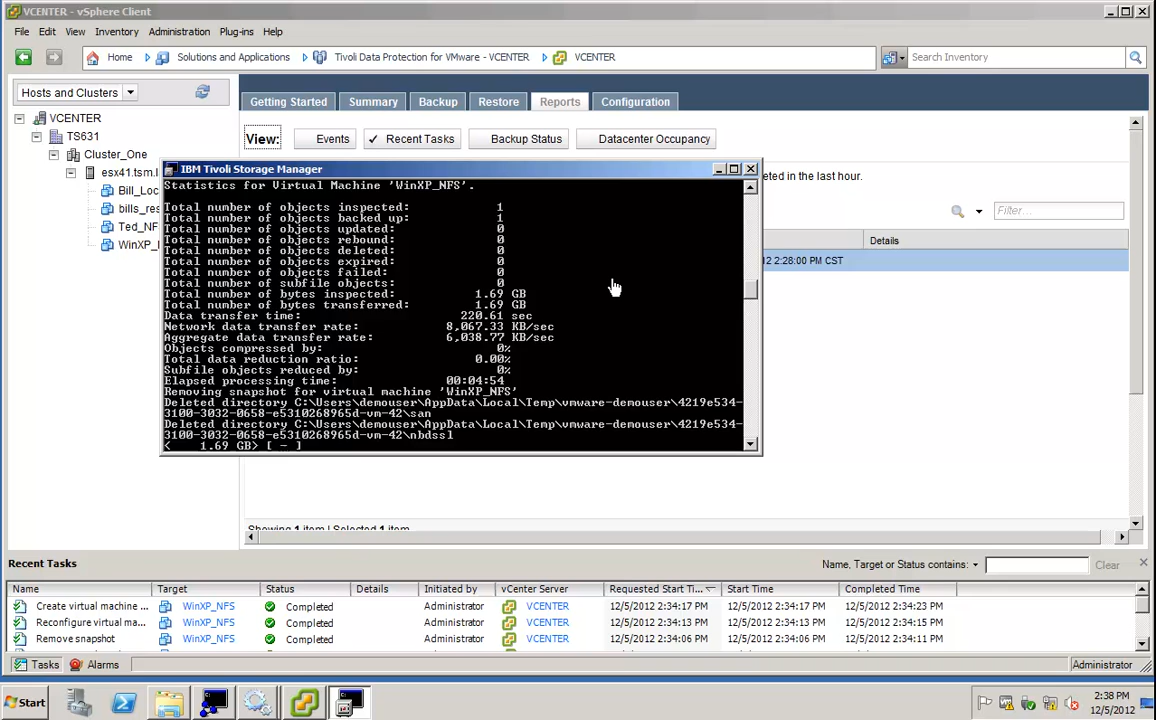 VCENTER - vSphere Client
File Edit View Inventory Administration Plug-ins Help
Home Solutions and Applications Tivoli Data Protection for VMware - VCENTER VCENTER Search Inventory
Hosts and Clusters
Getting Started Summary Backup Restore Reports Configuration
VCENTER
TS631
Cluster_One
esx41.tsm.l
Bill_Loc
bills_res
Ted_NF
WinXP_
View: Events ✓ Recent Tasks Backup Status Datacenter Occupancy
eted in the last hour.
Filter...
Details
12 2:28:00 PM CST
IBM Tivoli Storage Manager
Statistics for Virtual Machine 'WinXP_NFS'.
Total number of objects inspected: 1
Total number of objects backed up: 1
Total number of objects updated: 0
Total number of objects rebound: 0
Total number of objects deleted: 0
Total number of objects expired: 0
Total number of objects failed: 0
Total number of subfile objects: 0
Total number of bytes inspected: 1.69 GB
Total number of bytes transferred: 1.69 GB
Data transfer time: 220.61 sec
Network data transfer rate: 8,067.33 KB/sec
Aggregate data transfer rate: 6,038.77 KB/sec
Objects compressed by: 0%
Total data reduction ratio: 0.00%
Subfile objects reduced by: 0%
Elapsed processing time: 00:04:54
Removing snapshot for virtual machine 'WinXP_NFS'
Deleted directory C:\Users\demouser\AppData\Local\Temp\vmware-demouser\4219e534-
3100-3032-0658-e5310268965d-vm-42\san
Deleted directory C:\Users\demouser\AppData\Local\Temp\vmware-demouser\4219e534-
3100-3032-0658-e5310268965d-vm-42\nbdssl
< 1.69 GB> [ - ]
Showing 1 item | Selected 1 item
Recent Tasks Name, Target or Status contains: Clear
Name Target Status Details Initiated by vCenter Server Requested Start Ti... Start Time Completed Time
Create virtual machine ... WinXP_NFS Completed Administrator VCENTER 12/5/2012 2:34:17 PM 12/5/2012 2:34:17 PM 12/5/2012 2:34:23 PM
Reconfigure virtual ma... WinXP_NFS Completed Administrator VCENTER 12/5/2012 2:34:13 PM 12/5/2012 2:34:13 PM 12/5/2012 2:34:15 PM
Remove snapshot WinXP_NFS Completed Administrator VCENTER 12/5/2012 2:34:06 PM 12/5/2012 2:34:06 PM 12/5/2012 2:34:11 PM
Tasks Alarms Administrator
Start 2:38 PM
12/5/2012